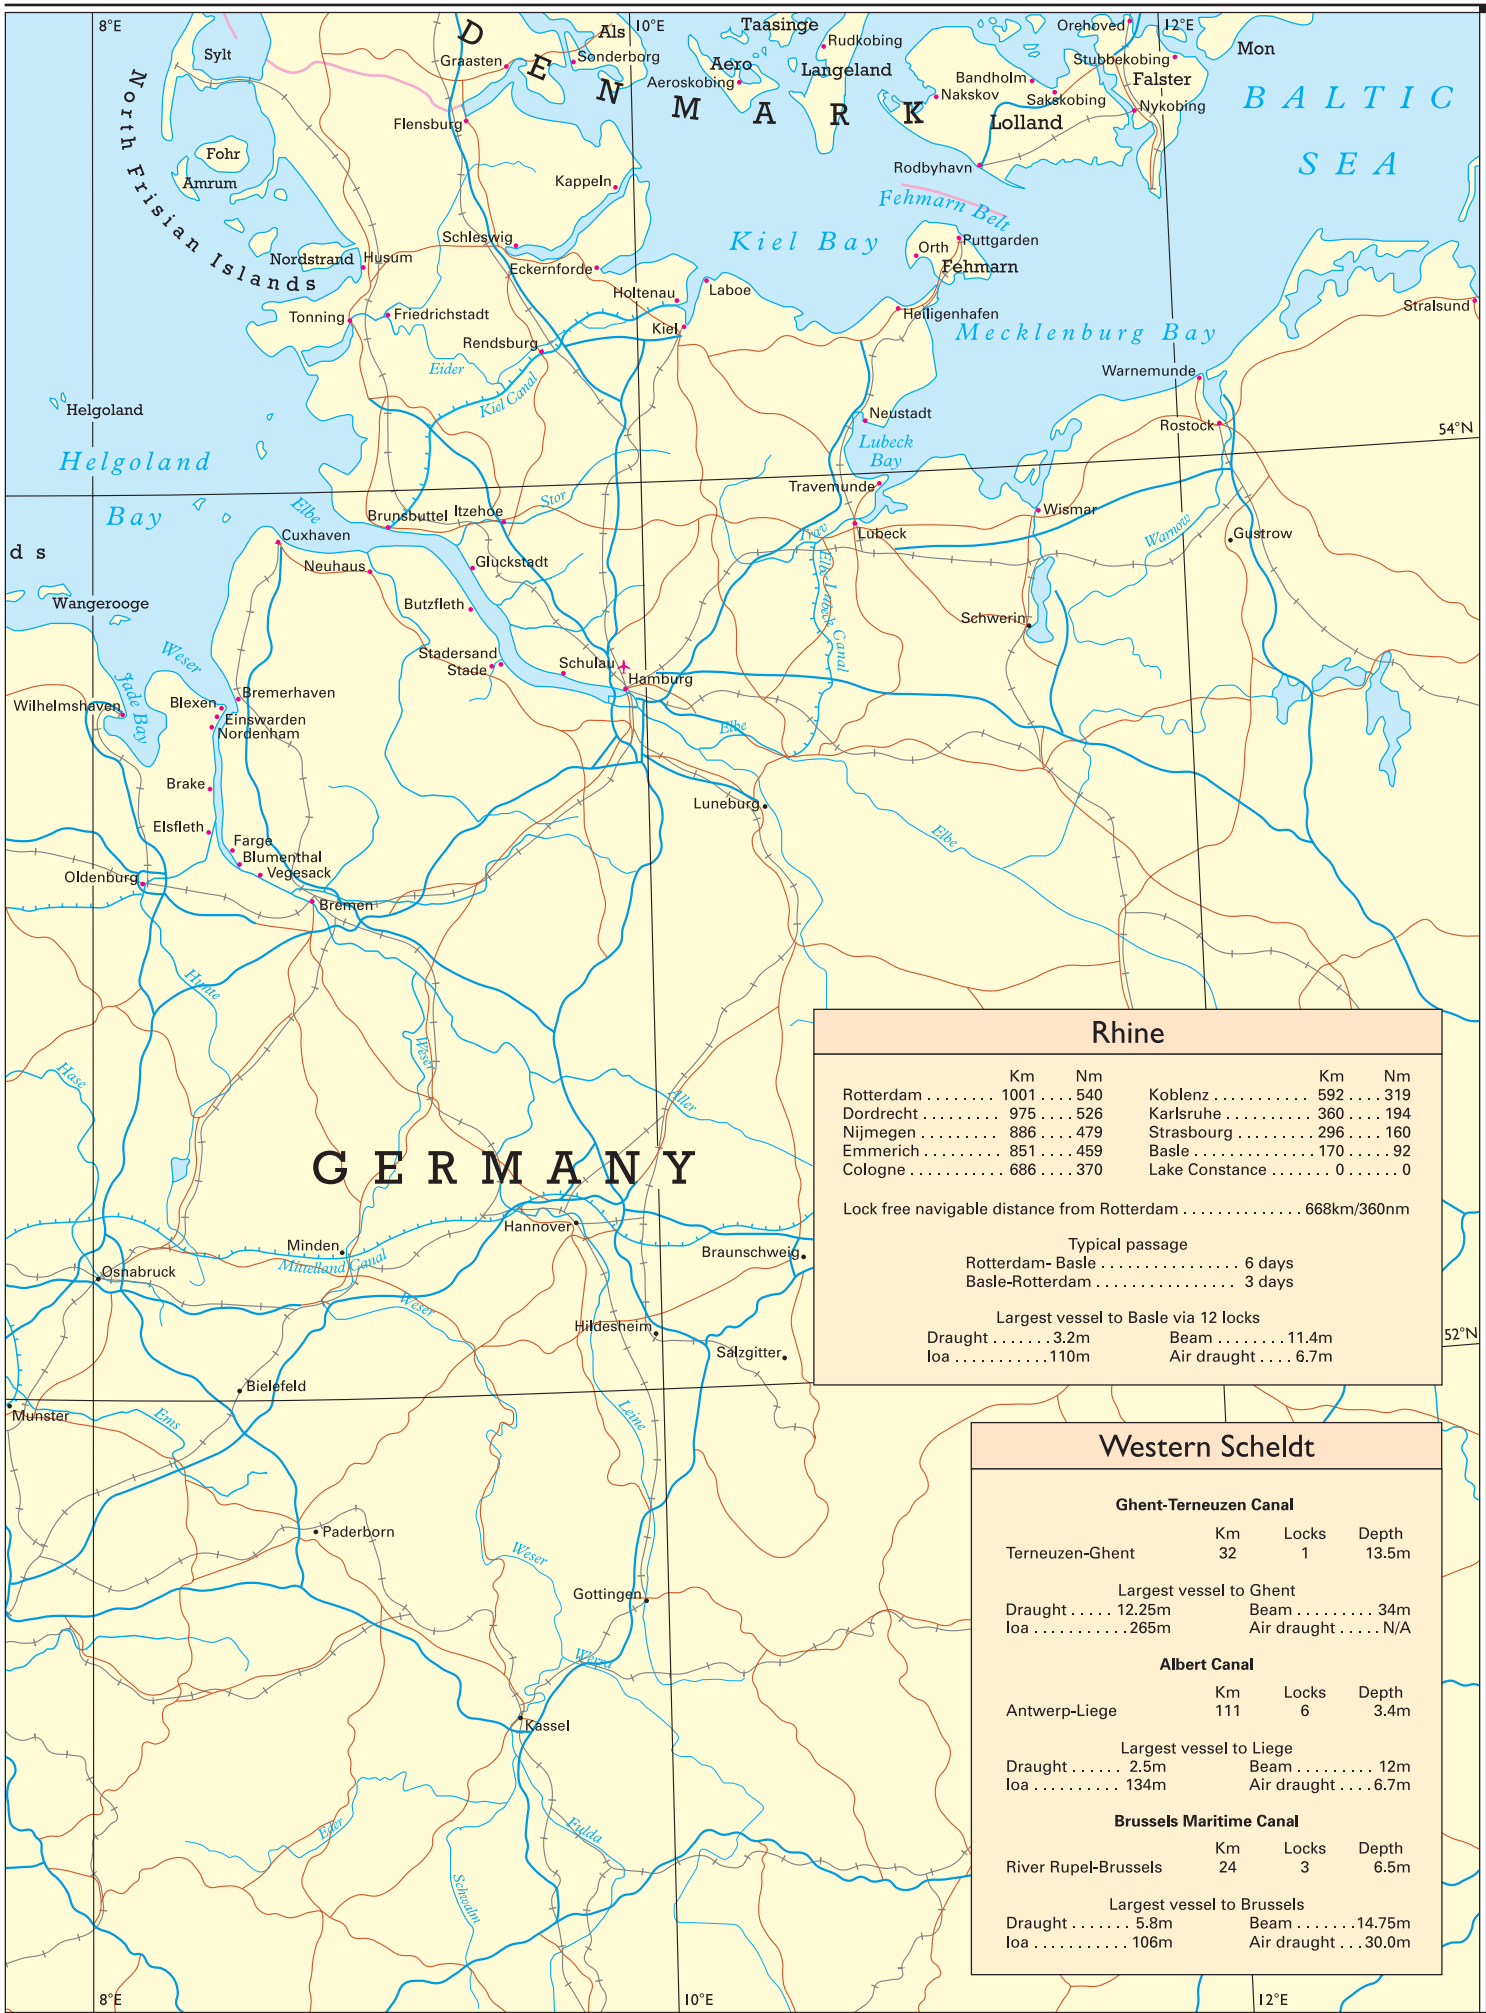 8°E
10°E
12°E
Sylt
North Frisian Islands
Fohr
Amrum
Nordstrand
Husum
DENMARK
Als
Sonderborg
Graasten
Flensburg
Taasinge
Rudkobing
Aero
Aeroskobing
Langeland
Orehoved
Stubbekobing
Falster
Bandholm
Nakskov
Sakskobing
Nykobing
Lolland
Rodbyhavn
Mon
BALTIC
SEA
Fehmarn Belt
Kappeln
Schleswig
Eckernforde
Kiel Bay
Orth
Puttgarden
Fehmarn
Holtenau
Laboe
Kiel
Heiligenhafen
Mecklenburg Bay
Stralsund
Tonning
Friedrichstadt
Rendsburg
Eider
Kiel Canal
Warnemunde
Rostock
54°N
Helgoland
Helgoland
Bay
Neustadt
Lubeck
Bay
Travemunde
Lubeck
Wismar
Trav
Elbe Lubeck Canal
Warnow
Gustrow
Schwerin
Elbe
Cuxhaven
Brunsbuttel
Itzehoe
Stor
Neuhaus
Gluckstadt
Butzfleth
Stadersand
Stade
Schulau
Hamburg
d s
Wangerooge
Weser
Jade Bay
Wilhelmshaven
Bremerhaven
Blexen
Einswarden
Nordenham
Brake
Elsfleth
Farge
Blumenthal
Vegesack
Oldenburg
Bremen
Elbe
Luneburg
Elbe
Hunte
Hase
Weser
Aller
GERMANY
Hannover
Minden
Mittelland Canal
Osnabruck
Braunschweig
Weser
Hildesheim
Salzgitter
52°N
Bielefeld
Munster
Ems
Leine
Paderborn
Weser
Gottingen
Werra
Kassel
Eder
Fulda
Schwalm
8°E
10°E
12°E
Rhine
Km Nm Km Nm
Rotterdam ........ 1001 .... 540 Koblenz .......... 592 .... 319
Dordrecht ......... 975 .... 526 Karlsruhe ......... 360 .... 194
Nijmegen ......... 886 .... 479 Strasbourg ........ 296 .... 160
Emmerich ......... 851 .... 459 Basle ............. 170 ..... 92
Cologne .......... 686 .... 370 Lake Constance ....... 0 ...... 0
Lock free navigable distance from Rotterdam ............. 668km/360nm
Typical passage
Rotterdam- Basle ............... 6 days
Basle-Rotterdam ............... 3 days
Largest vessel to Basle via 12 locks
Draught ....... 3.2m Beam ........ 11.4m
loa ........... 110m Air draught .... 6.7m
Western Scheldt
Ghent-Terneuzen Canal
Km Locks Depth
Terneuzen-Ghent 32 1 13.5m
Largest vessel to Ghent
Draught ..... 12.25m Beam ......... 34m
loa ........... 265m Air draught ..... N/A
Albert Canal
Km Locks Depth
Antwerp-Liege 111 6 3.4m
Largest vessel to Liege
Draught ...... 2.5m Beam ......... 12m
loa .......... 134m Air draught .... 6.7m
Brussels Maritime Canal
Km Locks Depth
River Rupel-Brussels 24 3 6.5m
Largest vessel to Brussels
Draught ....... 5.8m Beam ....... 14.75m
loa ........... 106m Air draught ... 30.0m